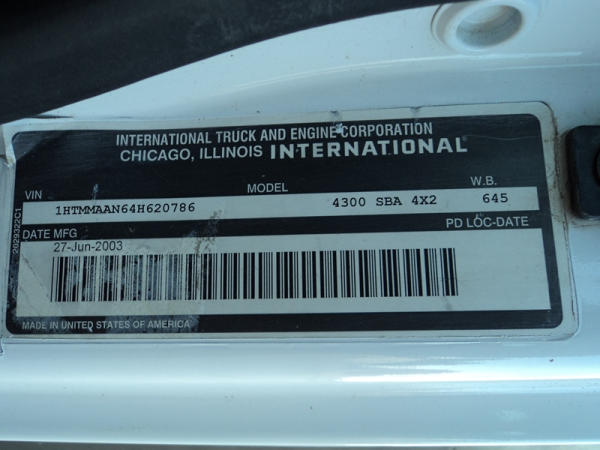 INTERNATIONAL TRUCK AND ENGINE CORPORATION
CHICAGO, ILLINOIS INTERNATIONAL
VIN MODEL W.B.
1HTMMAAN64H620786 4300 SBA 4X2 645
DATE MFG PD LOC-DATE
27-Jun-2003
MADE IN UNITED STATES OF AMERICA
2029322C1